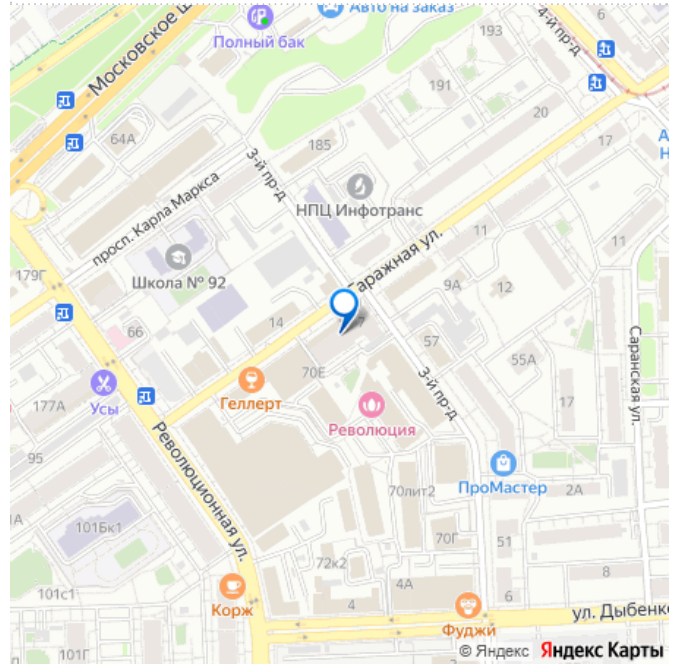 Авто на заказ
6
193
4-й пр-д
Полный бак
Московское ш
191
20
17
А
Н
64А
185
3-й пр-д
НПЦ Инфотранс
просп. Карла Маркса
11
11
Гаражная ул.
Школа № 92
179Г
9А
12
66
14
57
55А
Саранская ул.
70Е
3-й пр-д
Геллерт
17
177А
Усы
Революция
95
Революционная ул.
70лит2
ПроМастер
2А
1А
101Бк1
70Г
51
72к2
8
101с1
4А
Корж
4
6
ул. Дыбенко
Фуджи
101Г
© Яндекс Яндекс Карты